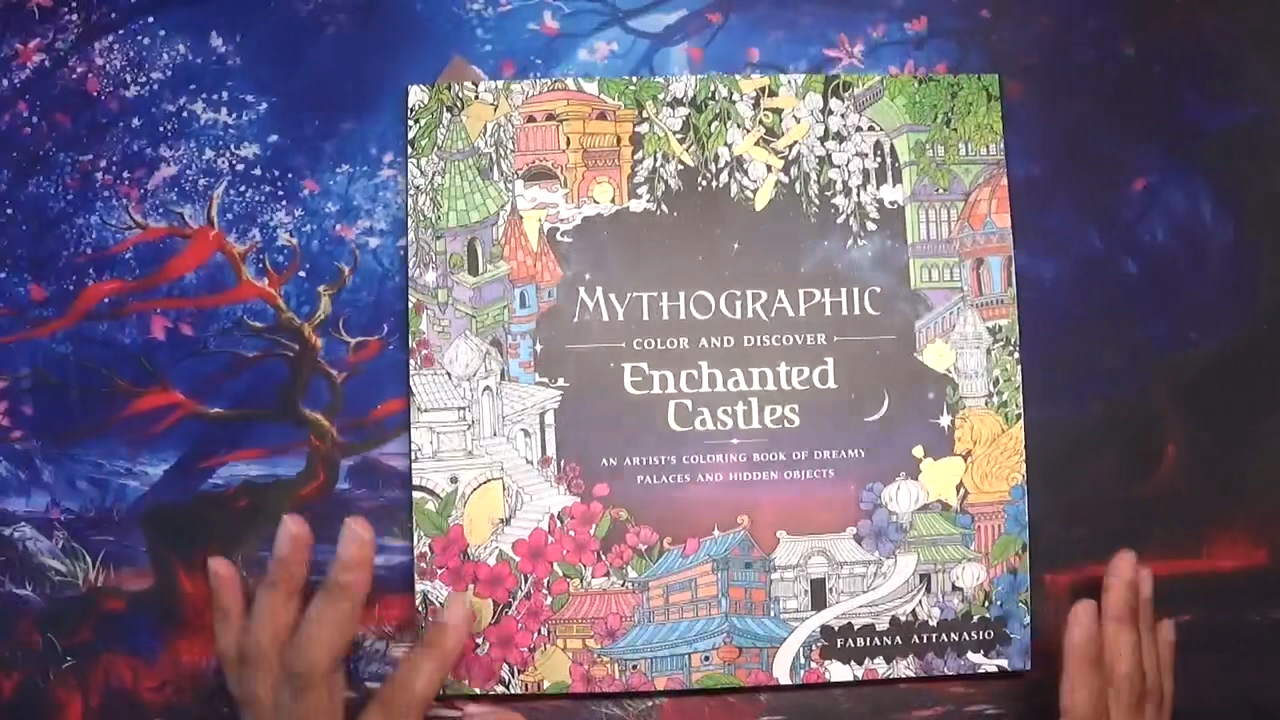 MYTHOGRAPHIC
COLOR AND DISCOVER
Enchanted
Castles
AN ARTIST'S COLORING BOOK OF DREAMY
PALACES AND HIDDEN OBJECTS
FABIANA ATTANASIO